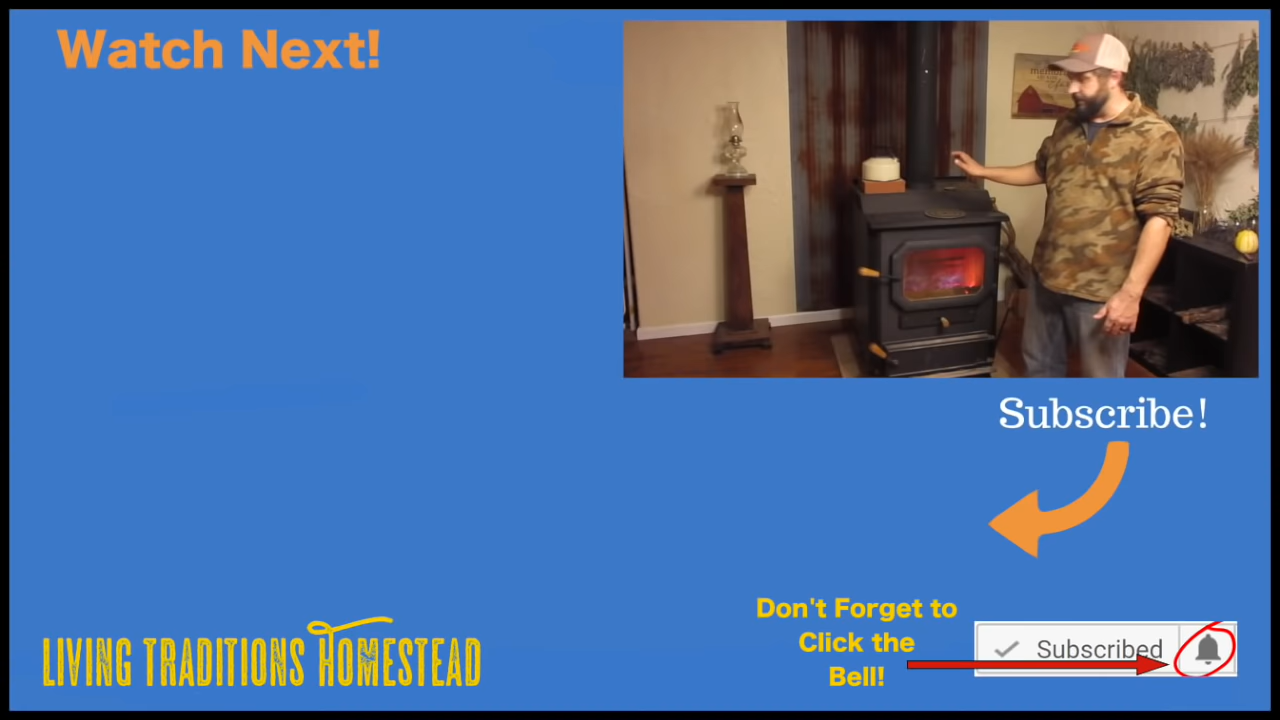 Watch Next!
Subscribe!
Don't Forget to
Click the
Bell!
Subscribed
LIVING TRADITIONS HOMESTEAD